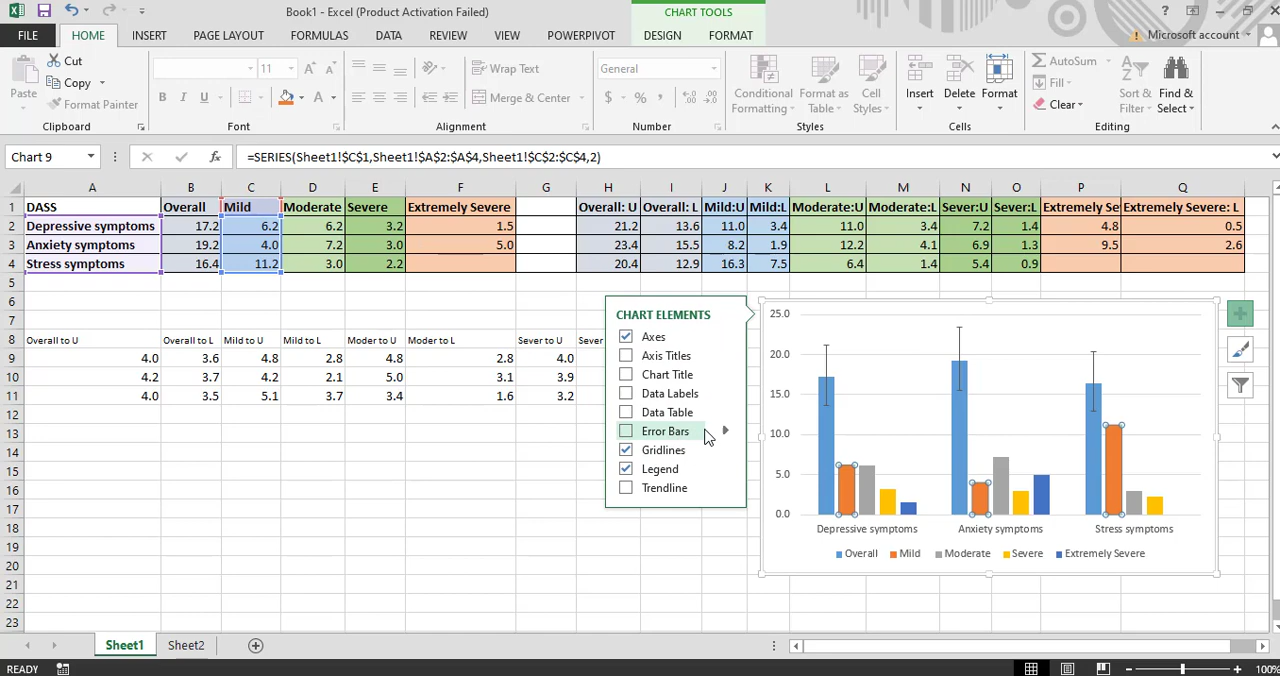 Book1 - Excel (Product Activation Failed)
CHART TOOLS
?
FILE HOME INSERT PAGE LAYOUT FORMULAS DATA REVIEW VIEW POWERPIVOT DESIGN FORMAT
Microsoft account
Paste
Cut
Copy
Format Painter
Clipboard
11
A A
B I U A
Font
Wrap Text
Merge & Center
Alignment
General
$ % ,
Number
Conditional
Formatting
Format as
Table
Cell
Styles
Styles
Insert
Delete
Format
Cells
AutoSum
Fill
Clear
Sort &
Filter
Find &
Select
Editing
Chart 9
fx
=SERIES(Sheet1!$C$1,Sheet1!$A$2:$A$4,Sheet1!$C$2:$C$4,2)
A B C D E F G H I J K L M N O P Q
1 DASS Overall Mild Moderate Severe Extremely Severe Overall: U Overall: L Mild:U Mild:L Moderate:U Moderate:L Sever:U Sever:L Extremely Se Extremely Severe: L
2 Depressive symptoms 17.2 6.2 6.2 3.2 1.5 21.2 13.6 11.0 3.4 11.0 3.4 7.2 1.4 4.8 0.5
3 Anxiety symptoms 19.2 4.0 7.2 3.0 5.0 23.4 15.5 8.2 1.9 12.2 4.1 6.9 1.3 9.5 2.6
4 Stress symptoms 16.4 11.2 3.0 2.2 20.4 12.9 16.3 7.5 6.4 1.4 5.4 0.9
5
6
7
8 Overall to U Overall to L Mild to U Mild to L Moder to U Moder to L Sever to U Sever
9 4.0 3.6 4.8 2.8 4.8 2.8 4.0
10 4.2 3.7 4.2 2.1 5.0 3.1 3.9
11 4.0 3.5 5.1 3.7 3.4 1.6 3.2
12
13
14
15
16
17
18
19
20
21
22
23
CHART ELEMENTS
Axes
Axis Titles
Chart Title
Data Labels
Data Table
Error Bars
Gridlines
Legend
Trendline
25.0
20.0
15.0
10.0
5.0
0.0
Depressive symptoms Anxiety symptoms Stress symptoms
Overall Mild Moderate Severe Extremely Severe
Sheet1 Sheet2
READY
100%